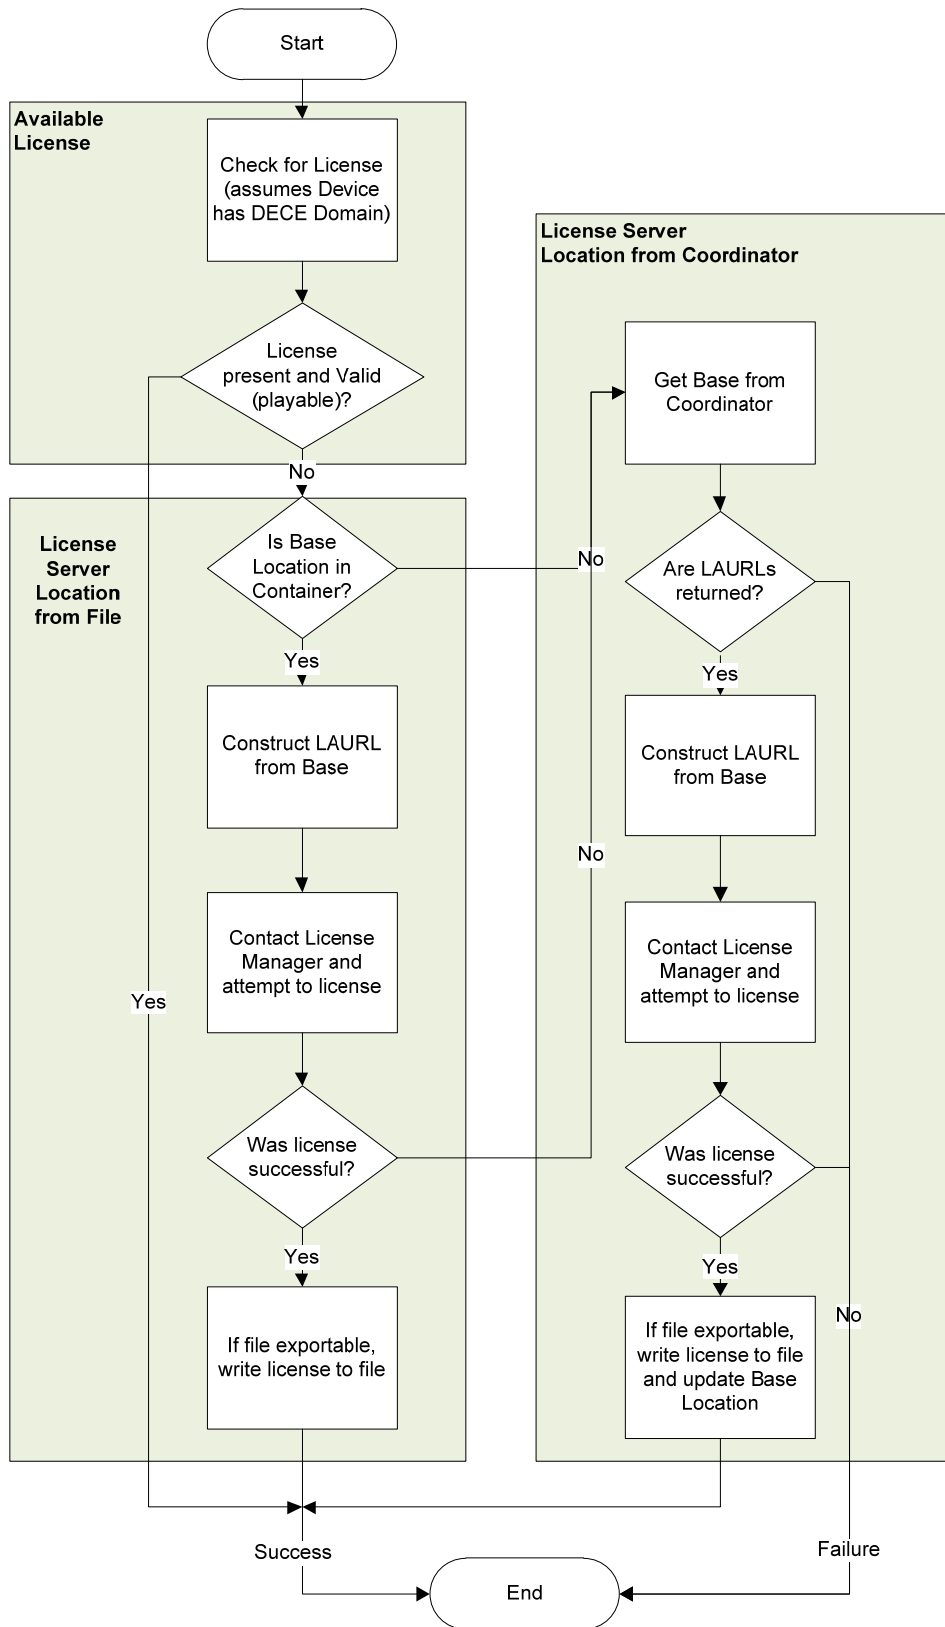 Start
Available
License
Check for License
(assumes Device
has DECE Domain)
License
present and Valid
(playable)?
No
License
Server
Location
from File
Is Base
Location in
Container?
Yes
Construct LAURL
from Base
Contact License
Manager and
attempt to license
Yes
Was license
successful?
Yes
If file exportable,
write license to file
No
No
License Server
Location from Coordinator
Get Base from
Coordinator
Are LAURLs
returned?
Yes
Construct LAURL
from Base
Contact License
Manager and
attempt to license
Was license
successful?
Yes
No
If file exportable,
write license to file
and update Base
Location
Success
Failure
End